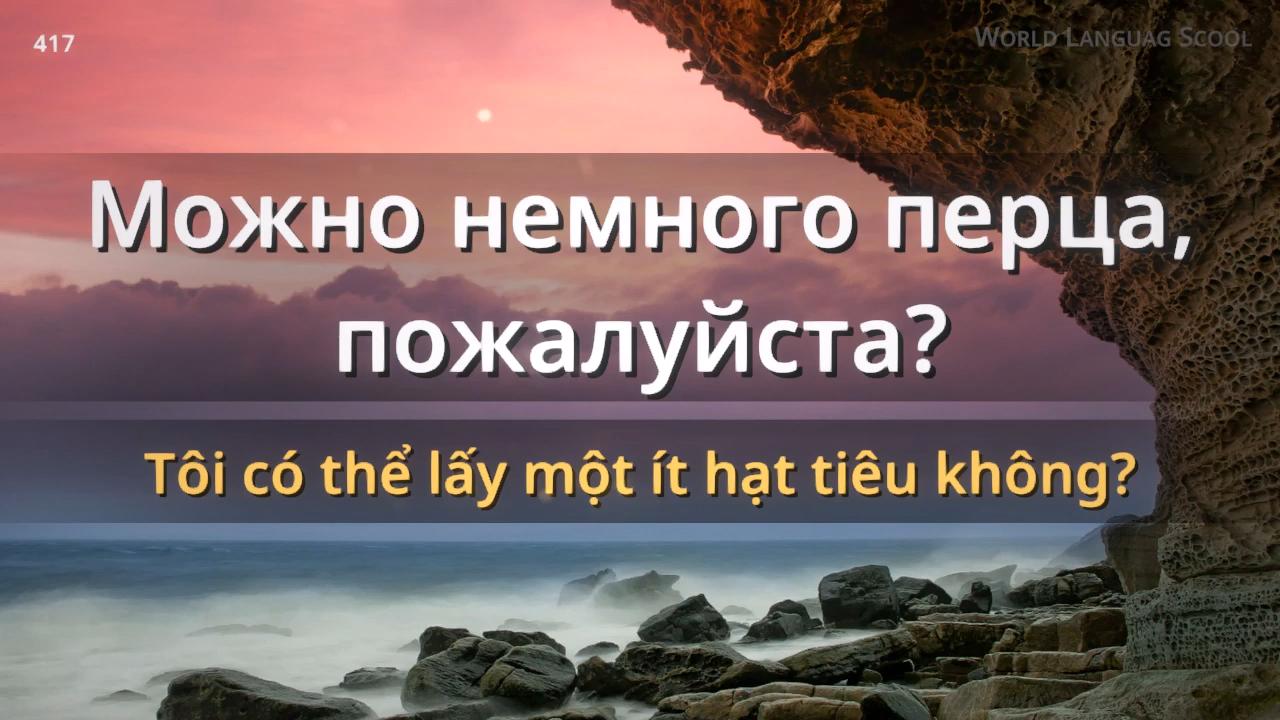 417
World Languag Scool
Можно немного перца,
пожалуйста?
Tôi có thể lấy một ít hạt tiêu không?